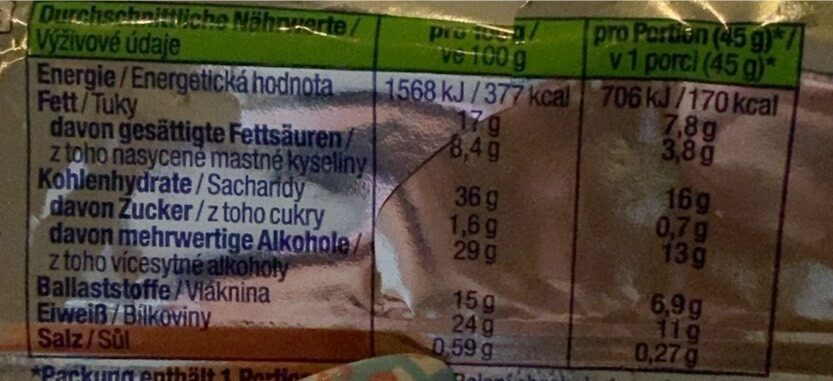 Durchschnittliche Nährwerte / pro 100 g / pro Portion (45 g)*/
Výživové údaje ve 100 g v 1 porci (45 g)*
Energie / Energetická hodnota 1568 kJ / 377 kcal 706 kJ / 170 kcal
Fett / Tuky 17 g 7,8 g
davon gesättigte Fettsäuren /
z toho nasycené mastné kyseliny 8,4 g 3,8 g
Kohlenhydrate / Sacharidy 36 g 16 g
davon Zucker / z toho cukry 1,6 g 0,7 g
davon mehrwertige Alkohole /
z toho vícesytné alkoholy 29 g 13 g
Ballaststoffe / Vláknina 15 g 6,9 g
Eiweiß / Bílkoviny 24 g 11 g
Salz / Sůl 0,59 g 0,27 g
*Packung enthält 1 Portion